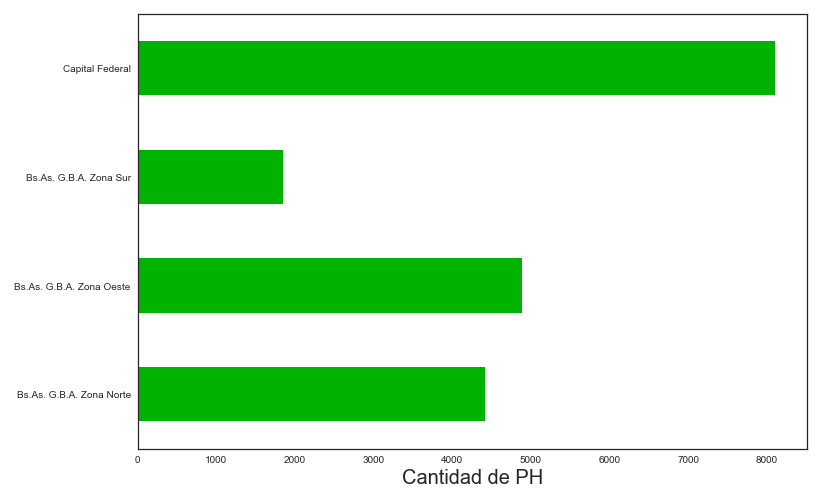 Capital Federal
Bs.As. G.B.A. Zona Sur
Bs.As. G.B.A. Zona Oeste
Bs.As. G.B.A. Zona Norte
0 1000 2000 3000 4000 5000 6000 7000 8000
Cantidad de PH